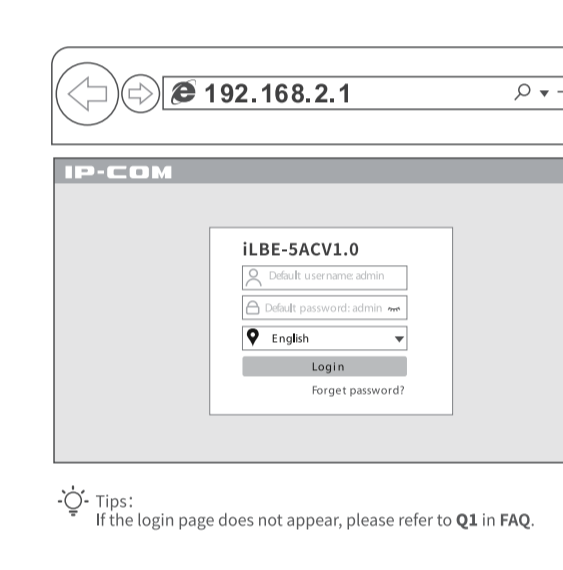 192.168.2.1
IP-COM
iLBE-5ACV1.0
Default username: admin
Default password: admin
English
Login
Forget password?
Tips:
If the login page does not appear, please refer to Q1 in FAQ.